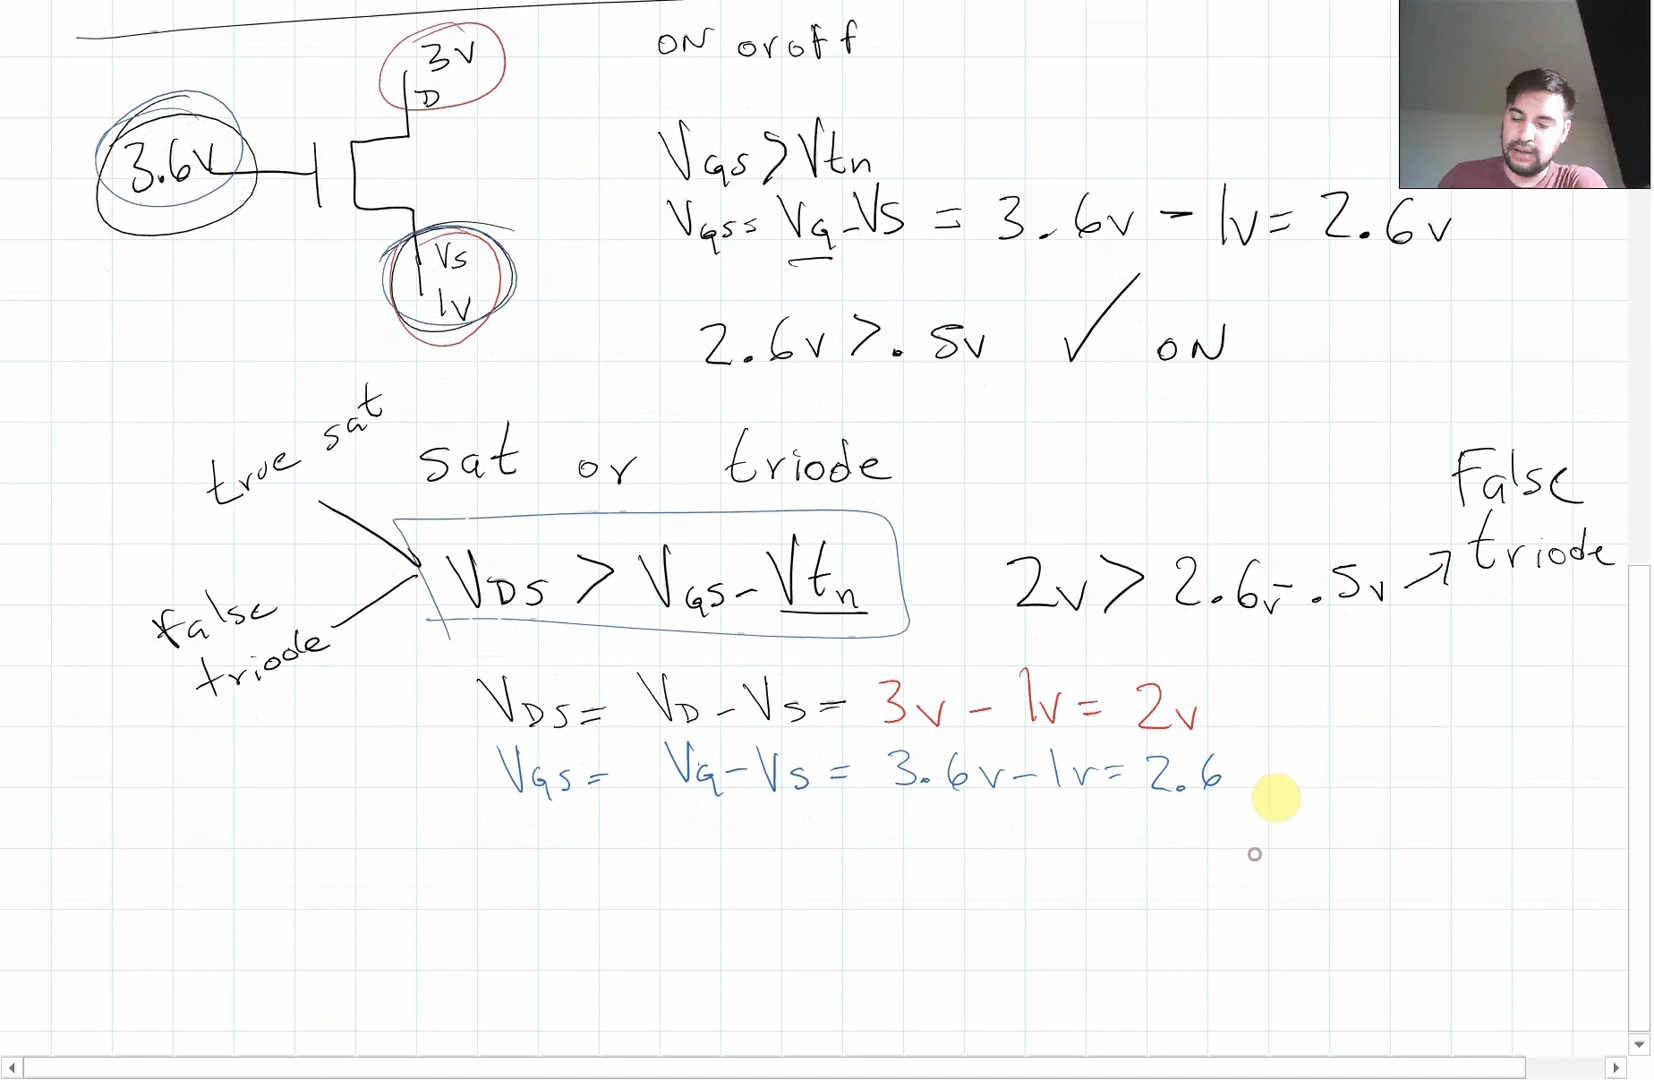 3V
D
ON or off
3.6V
VGS > Vtn
VGS = VG - VS = 3.6v - 1v = 2.6v
VS
1V
2.6v > .5v ✓ ON
true sat
sat or triode
False
triode
false
triode
VDS > VGS - Vtn
2v > 2.6v - .5v →
VDS = VD - VS = 3v - 1v = 2v
VGS = VG - VS = 3.6v - 1v = 2.6